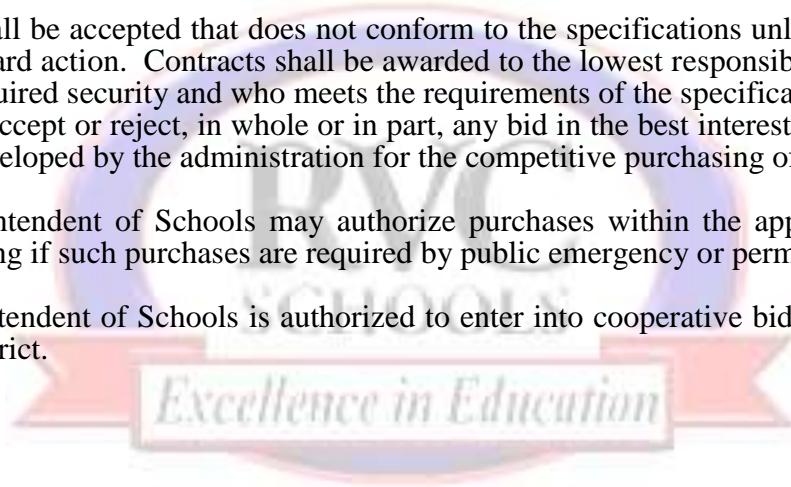 all be accepted that does not conform to the specifications unl
ard action. Contracts shall be awarded to the lowest responsib
uired security and who meets the requirements of the specifica
ccept or reject, in whole or in part, any bid in the best interest
eloped by the administration for the competitive purchasing of
ntendent of Schools may authorize purchases within the app
ng if such purchases are required by public emergency or perm
tendent of Schools is authorized to enter into cooperative bid
rict.
RVC
SCHOOLS
Excellence in Education